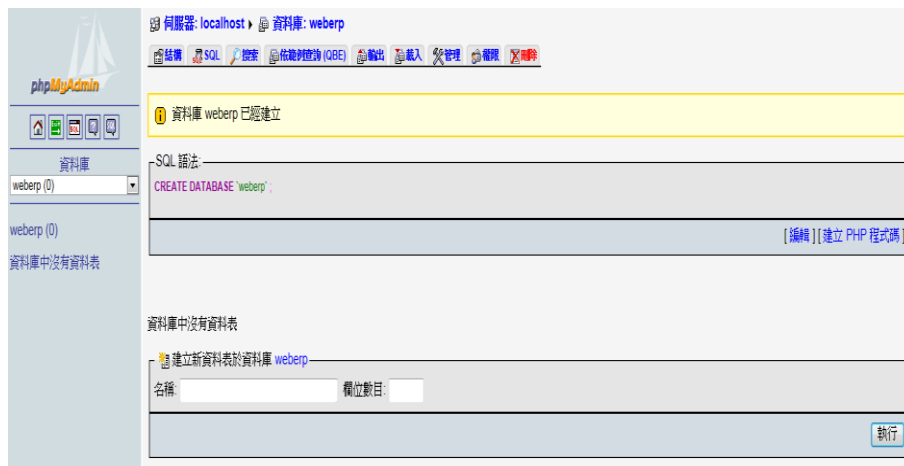 phpMyAdmin
SQL
資料庫
weberp (0)
weberp (0)
資料庫中沒有資料表
伺服器: localhost 資料庫: weberp
結構 SQL 搜索 依範例查詢 (QBE) 輸出 載入 管理 權限 刪除
資料庫 weberp 已經建立
SQL 語法:
CREATE DATABASE `weberp` ;
[ 編輯 ] [ 建立 PHP 程式碼 ]
資料庫中沒有資料表
建立新資料表於資料庫 weberp
名稱: 欄位數目:
執行